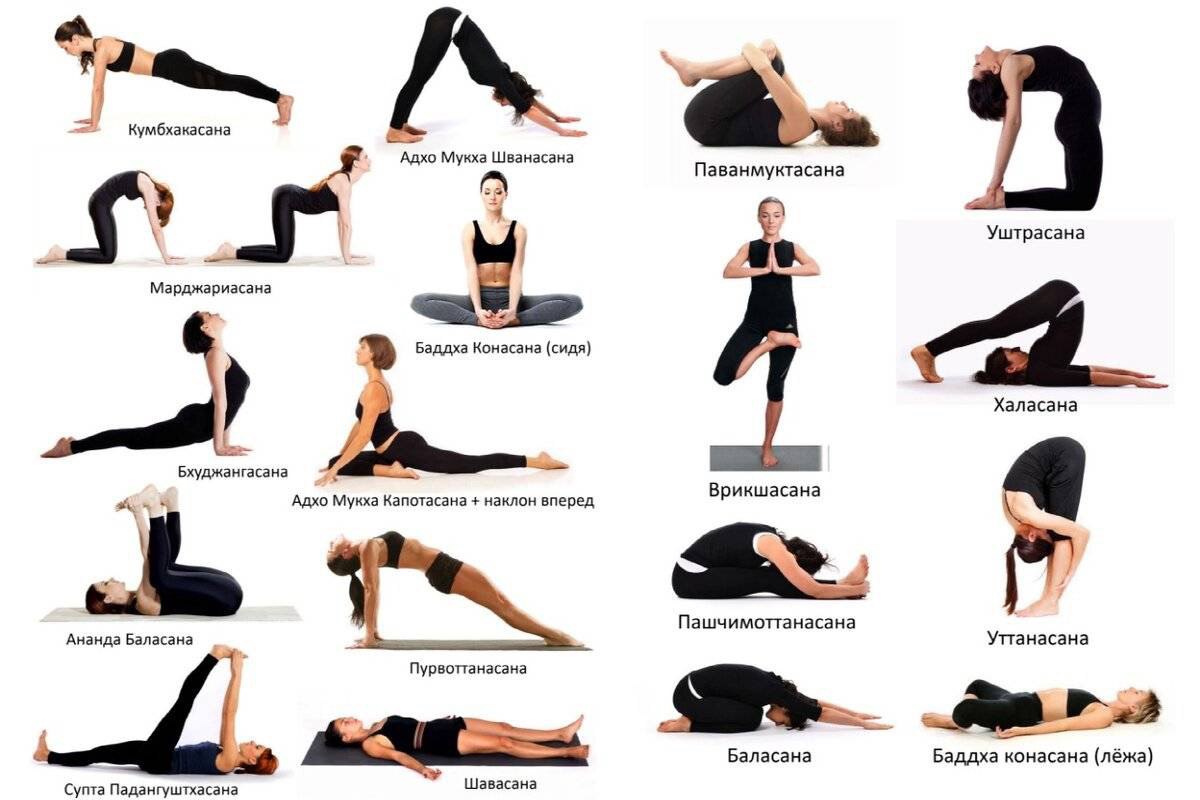 Кумбхакасана
Адхо Мукха Шванасана
Марджариасана
Баддха Конасана (сидя)
Бхуджангасана
Адхо Мукха Капотасана + наклон вперед
Ананда Баласана
Пурвоттанасана
Супта Падангуштхасана
Шавасана
Паванмуктасана
Уштрасана
Халасана
Врикшасана
Пашчимоттанасана
Уттанасана
Баласана
Баддха конасана (лёжа)